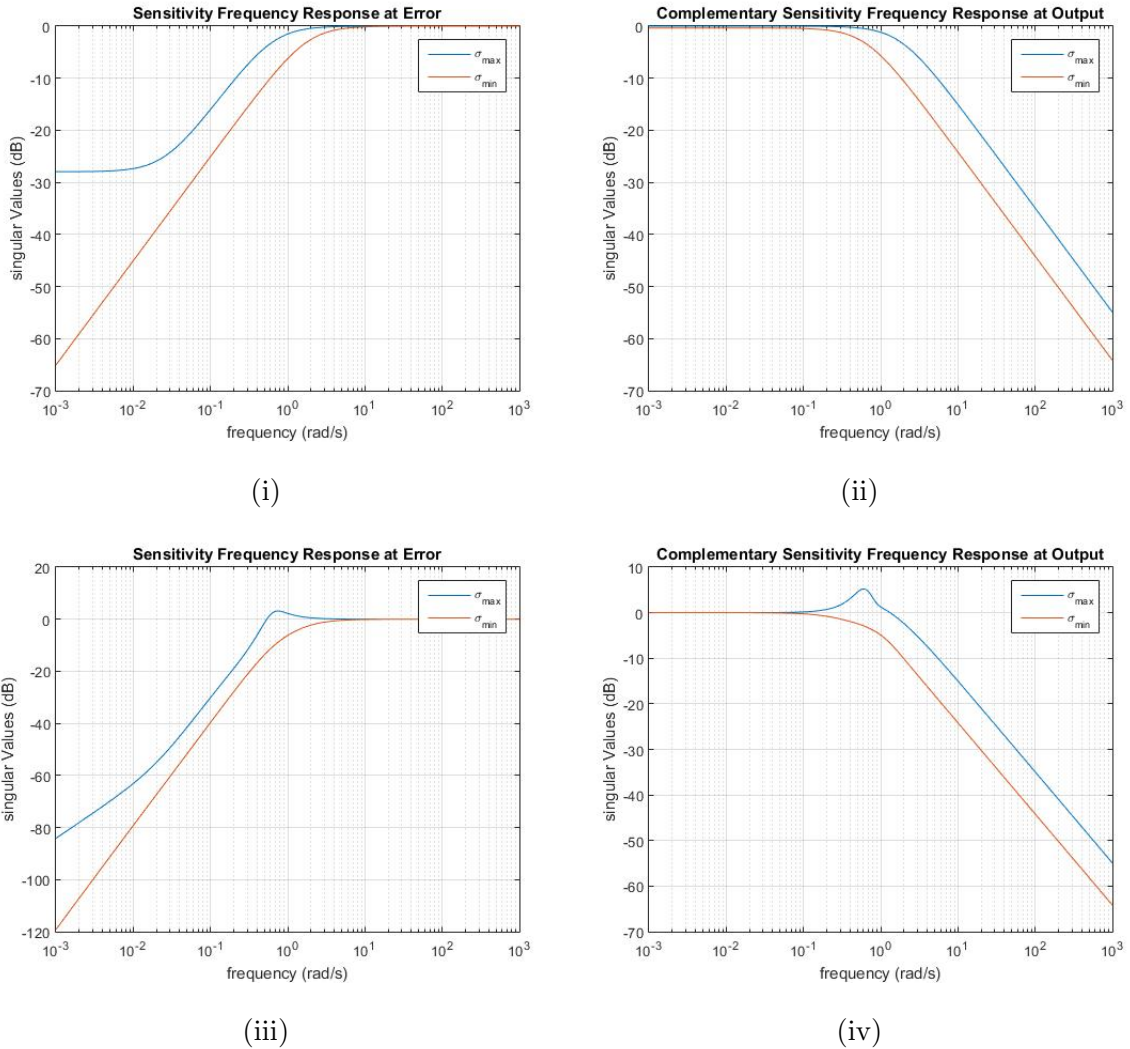 Sensitivity Frequency Response at Error
0
-10
-20
-30
-40
-50
-60
-70
singular Values (dB)
σmax
σmin
10-3 10-2 10-1 100 101 102 103
frequency (rad/s)
(i)
Complementary Sensitivity Frequency Response at Output
0
-10
-20
-30
-40
-50
-60
-70
singular Values (dB)
σmax
σmin
10-3 10-2 10-1 100 101 102 103
frequency (rad/s)
(ii)
Sensitivity Frequency Response at Error
20
0
-20
-40
-60
-80
-100
-120
singular Values (dB)
σmax
σmin
10-3 10-2 10-1 100 101 102 103
frequency (rad/s)
(iii)
Complementary Sensitivity Frequency Response at Output
10
0
-10
-20
-30
-40
-50
-60
-70
singular Values (dB)
σmax
σmin
10-3 10-2 10-1 100 101 102 103
frequency (rad/s)
(iv)